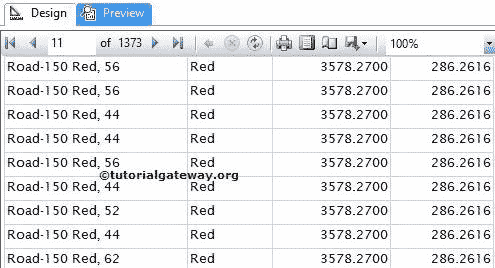 Design Preview
11 of 1373 100%
Road-150 Red, 56 Red 3578.2700 286.2616
Road-150 Red, 56 Red 3578.2700 286.2616
Road-150 Red, 44 Red 3578.2700 286.2616
Road-150 Red, 44 Red 3578.2700 286.2616
Road-150 Red, 56 Red 3578.2700 286.2616
©tutorialgateway.org
Road-150 Red, 44 Red 3578.2700 286.2616
Road-150 Red, 52 Red 3578.2700 286.2616
Road-150 Red, 44 Red 3578.2700 286.2616
Road-150 Red, 62 Red 3578.2700 286.2616